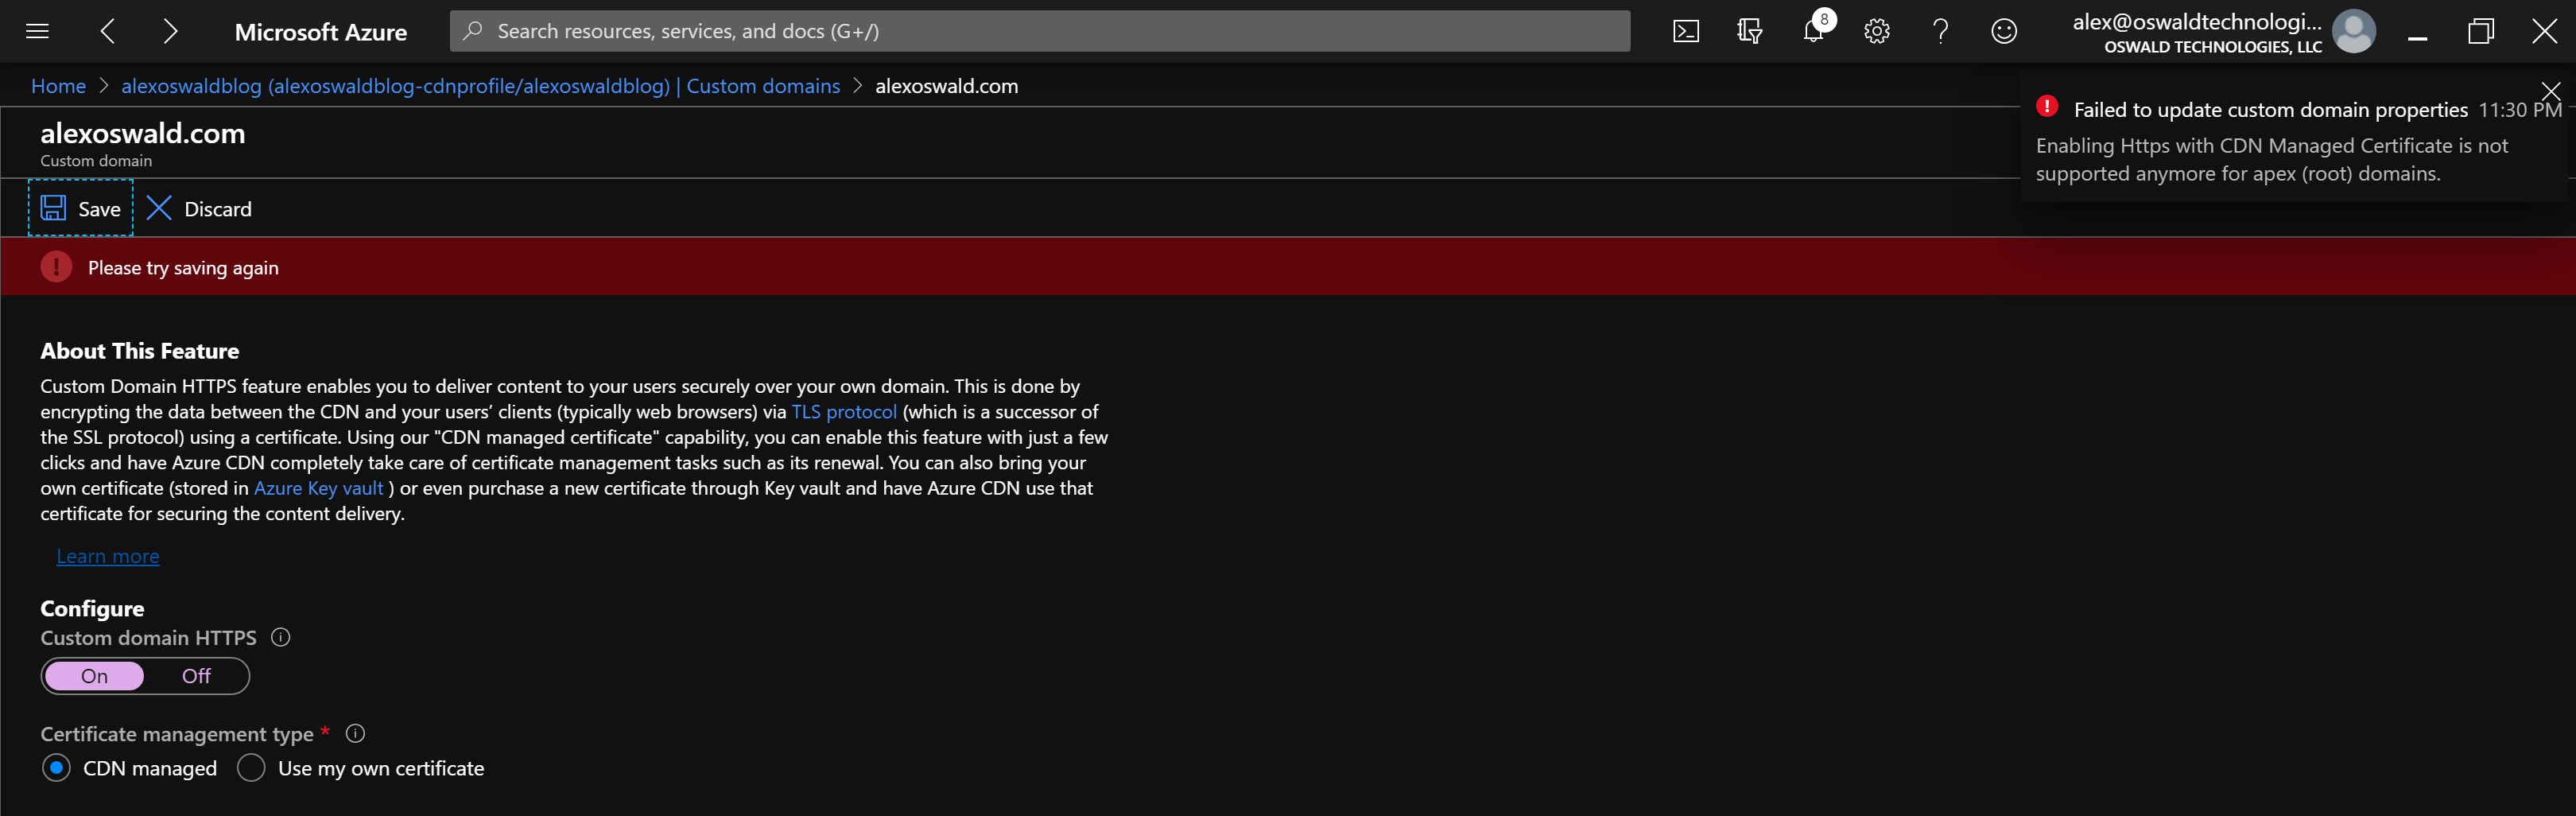 Microsoft Azure
Search resources, services, and docs (G+/)
8
alex@oswaldtechnologi...
OSWALD TECHNOLOGIES, LLC
Home > alexoswaldblog (alexoswaldblog-cdnprofile/alexoswaldblog) | Custom domains > alexoswald.com
Failed to update custom domain properties 11:30 PM
Enabling Https with CDN Managed Certificate is not
supported anymore for apex (root) domains.
alexoswald.com
Custom domain
Save Discard
Please try saving again
About This Feature
Custom Domain HTTPS feature enables you to deliver content to your users securely over your own domain. This is done by
encrypting the data between the CDN and your users’ clients (typically web browsers) via TLS protocol (which is a successor of
the SSL protocol) using a certificate. Using our "CDN managed certificate" capability, you can enable this feature with just a few
clicks and have Azure CDN completely take care of certificate management tasks such as its renewal. You can also bring your
own certificate (stored in Azure Key vault ) or even purchase a new certificate through Key vault and have Azure CDN use that
certificate for securing the content delivery.
Learn more
Configure
Custom domain HTTPS
On Off
Certificate management type *
CDN managed Use my own certificate